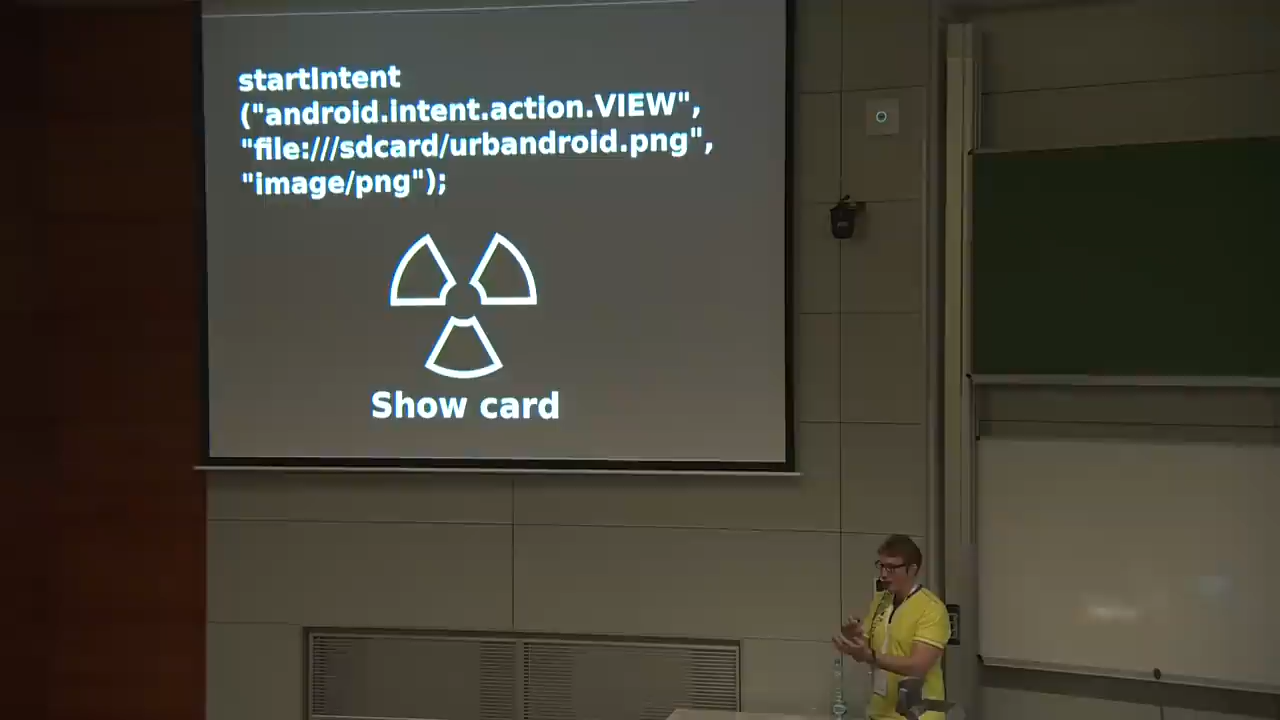 startIntent
("android.intent.action.VIEW",
"file:///sdcard/urbandroid.png",
"image/png");
Show card